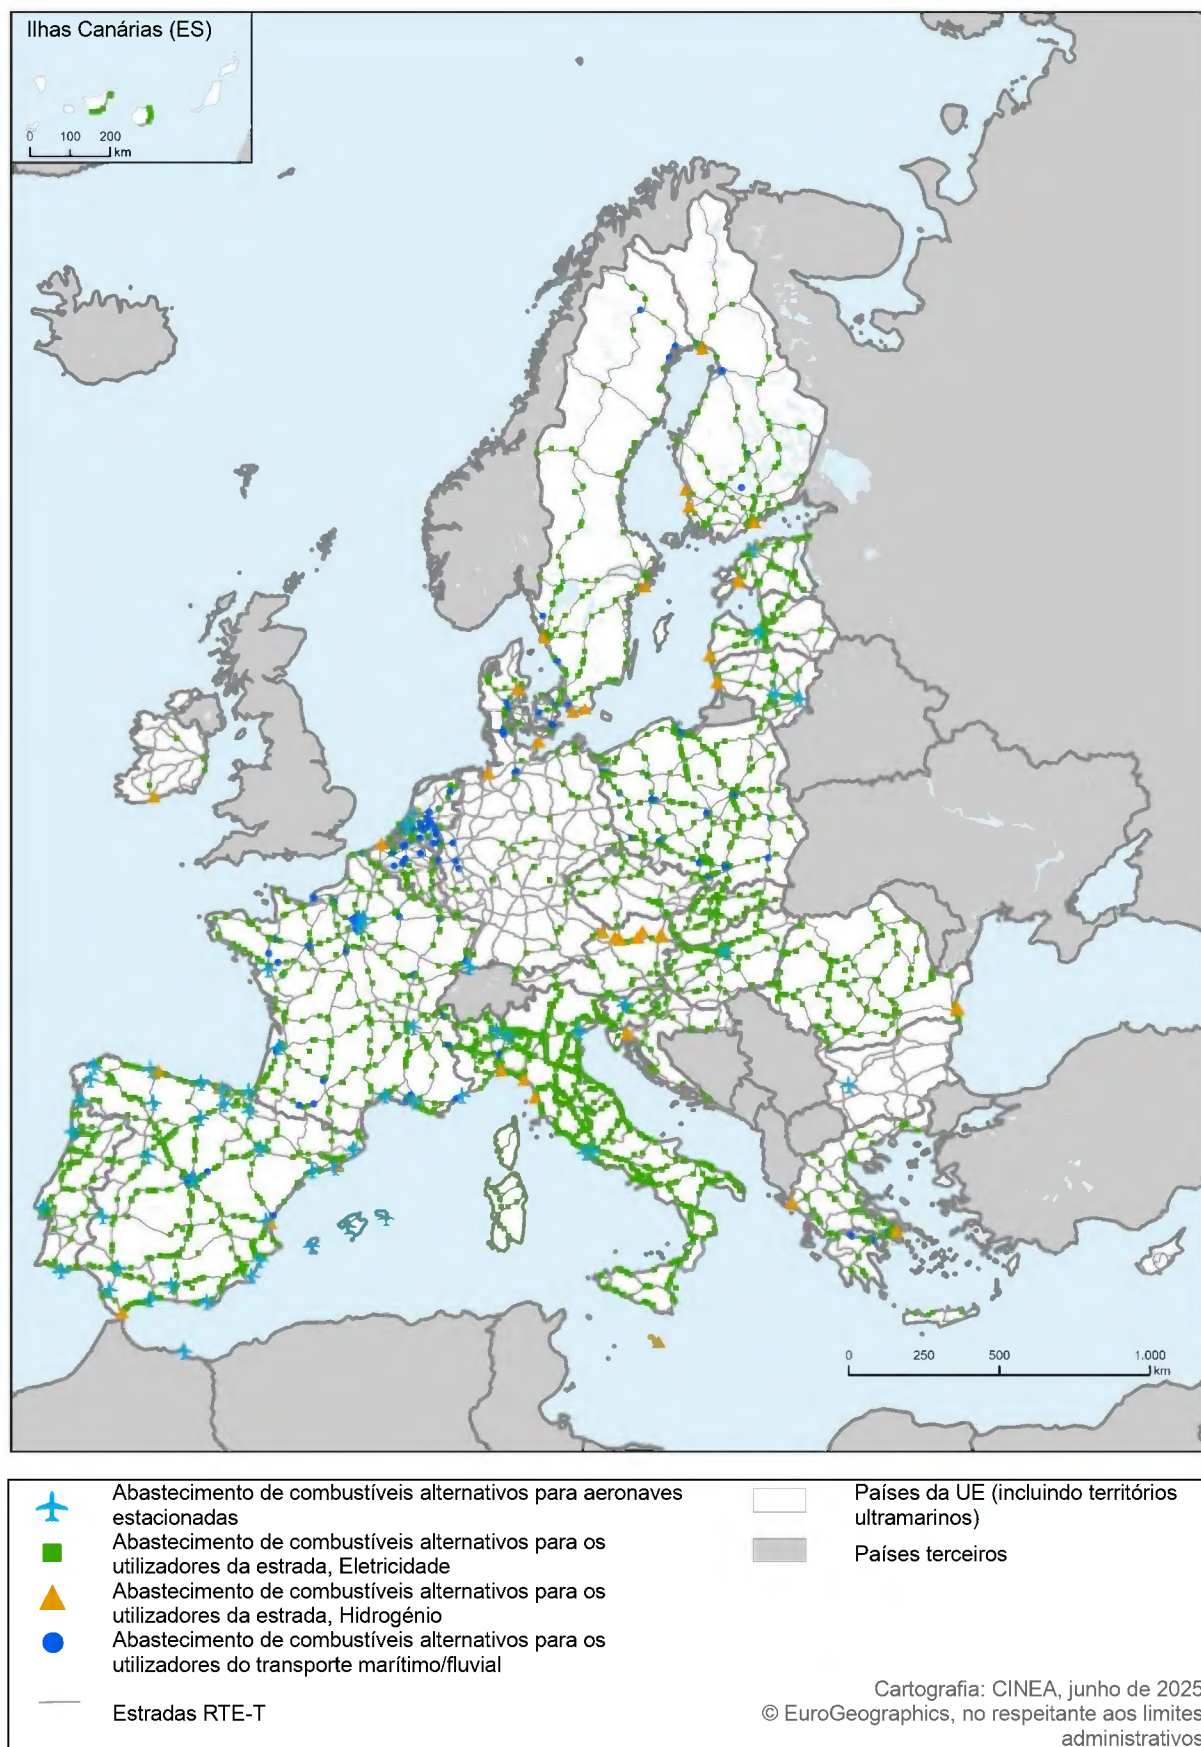 Ilhas Canárias (ES)
0 100 200
km
0 250 500 1.000
km
Abastecimento de combustíveis alternativos para aeronaves
estacionadas
Abastecimento de combustíveis alternativos para os
utilizadores da estrada, Eletricidade
Abastecimento de combustíveis alternativos para os
utilizadores da estrada, Hidrogénio
Abastecimento de combustíveis alternativos para os
utilizadores do transporte marítimo/fluvial
Estradas RTE-T
Países da UE (incluindo territórios
ultramarinos)
Países terceiros
Cartografia: CINEA, junho de 2025
© EuroGeographics, no respeitante aos limites
administrativos